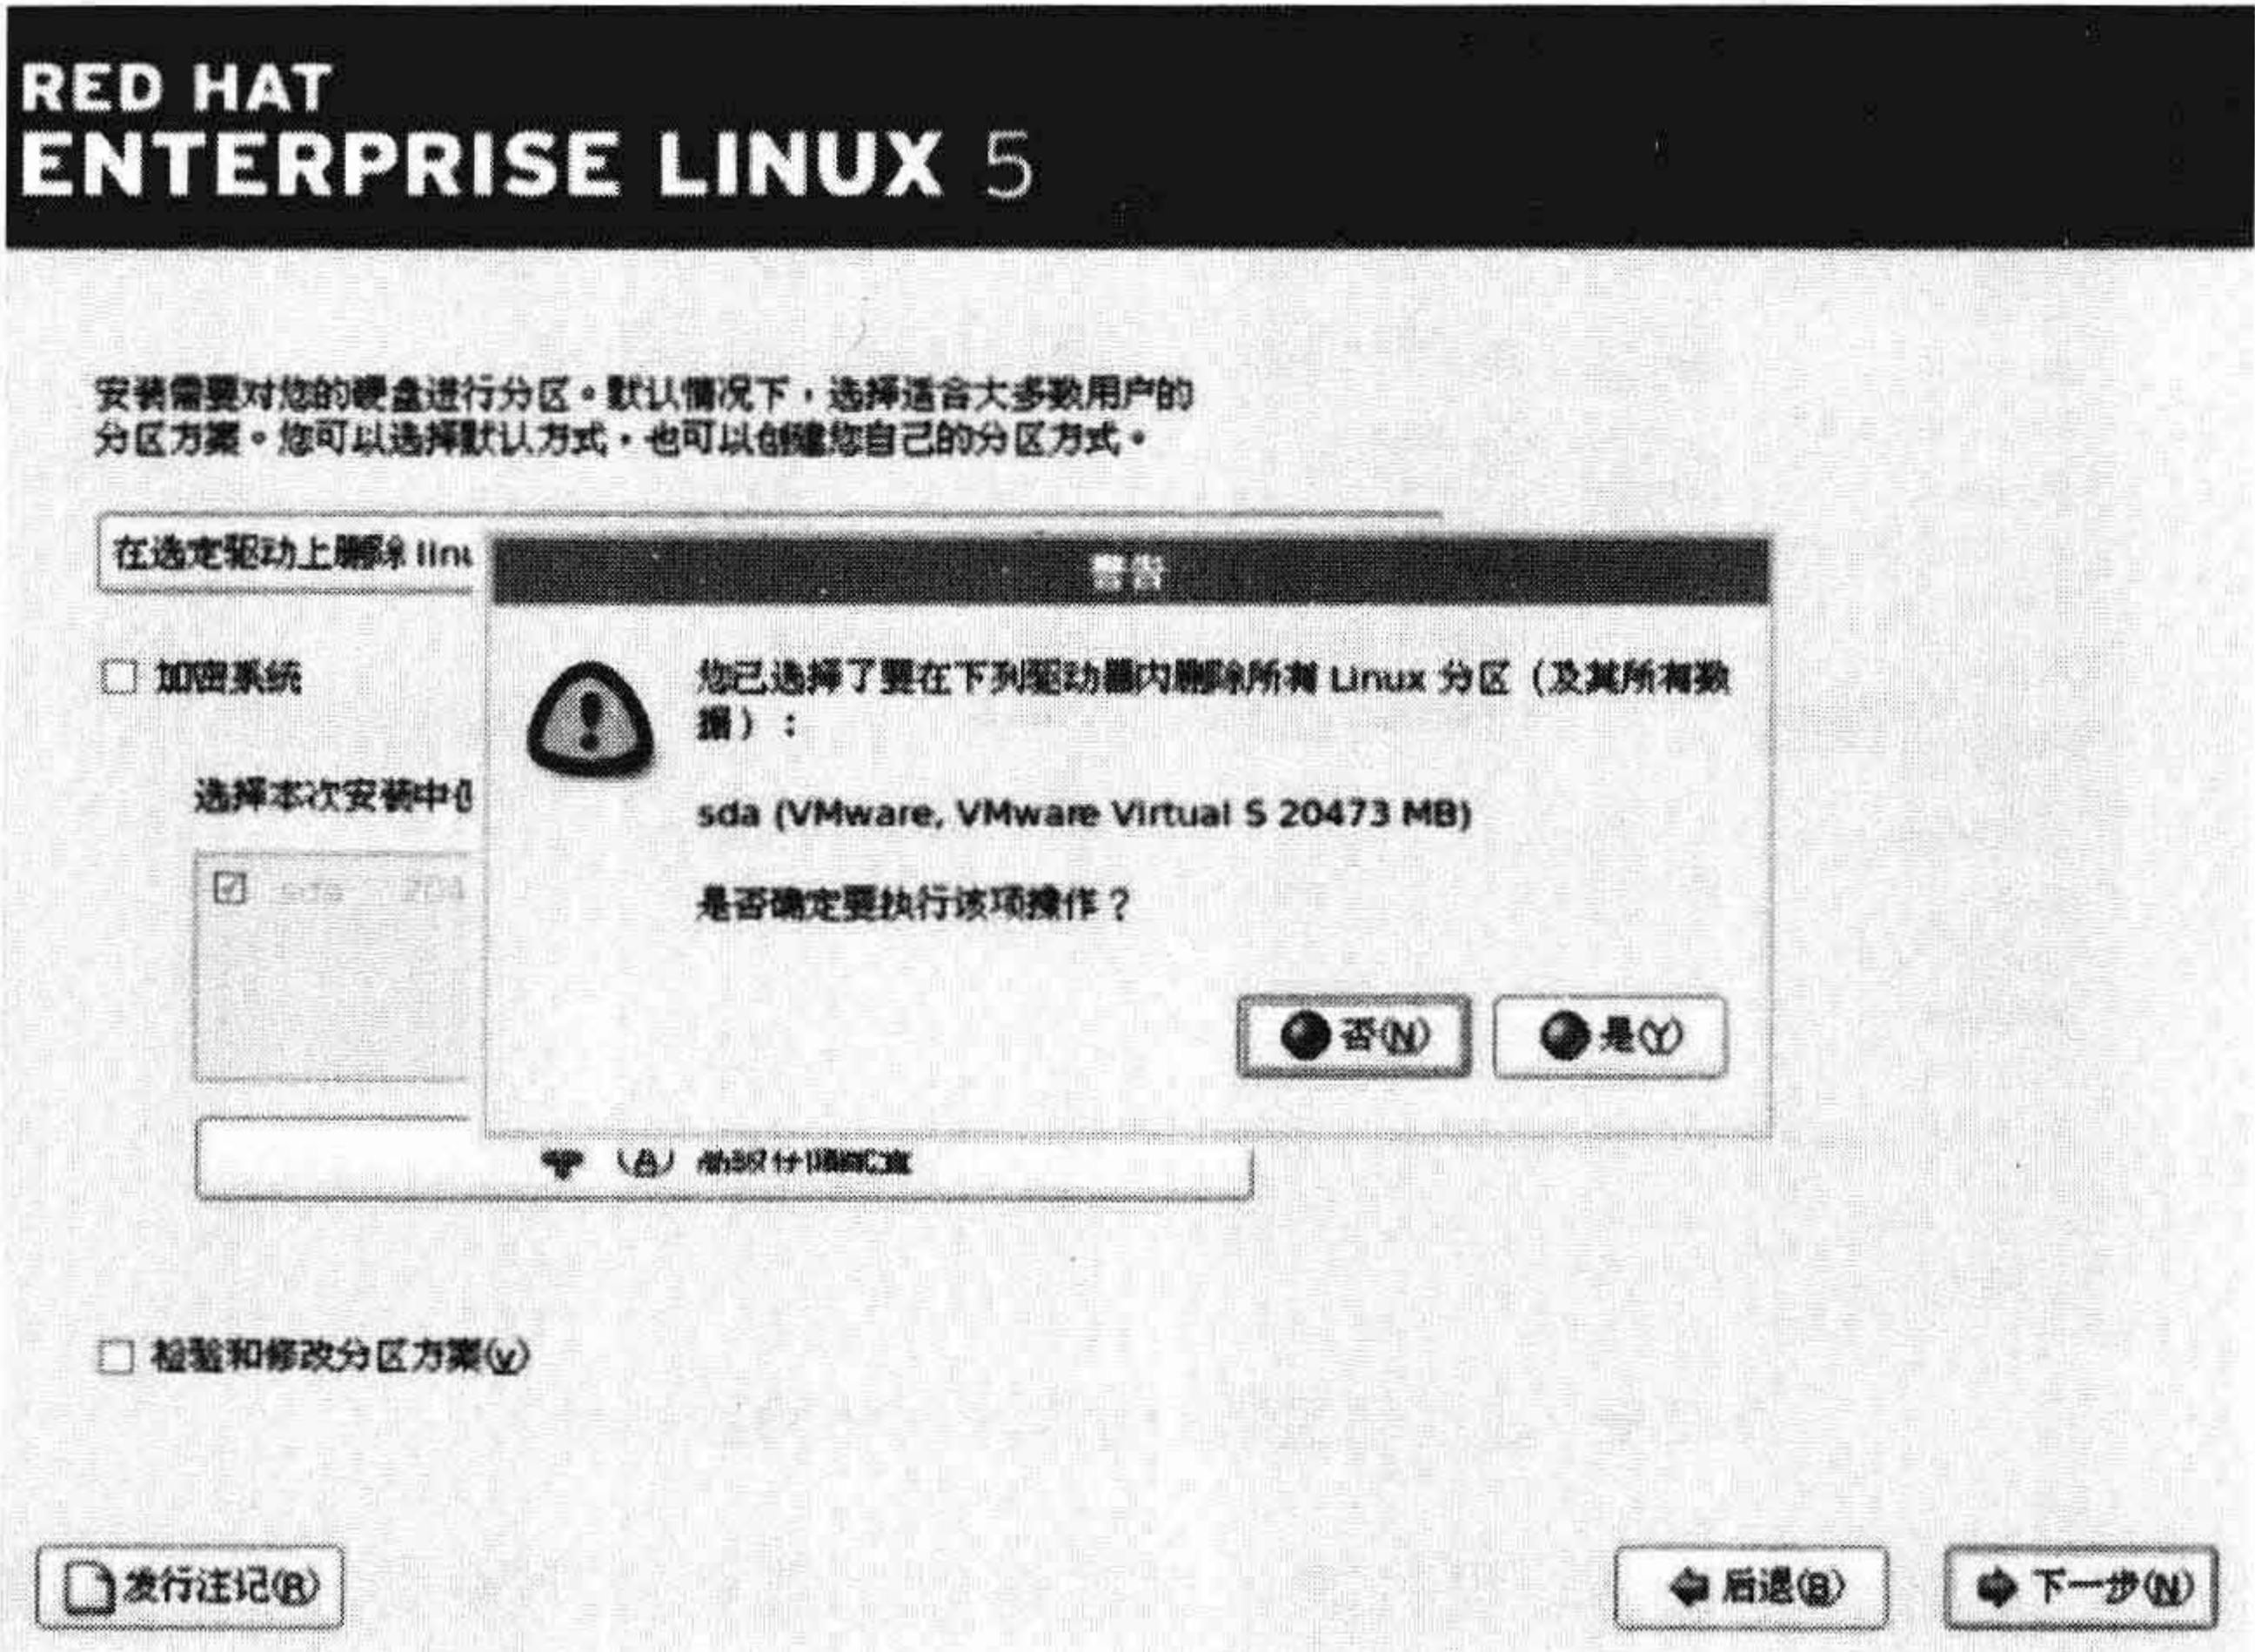 RED HAT
ENTERPRISE LINUX 5
安装需要对您的硬盘进行分区。默认情况下，选择适合大多数用户的
分区方案。您可以选择默认方式，也可以创建您自己的分区方式。
在选定驱动上删除 linu
警告
加密系统
您已选择了要在下列驱动器内删除所有 Linux 分区（及其所有数
据）：
选择本次安装中
sda (VMware, VMware Virtual S 20473 MB)
sda 204
是否确定要执行该项操作？
否(N)
是(Y)
(A)
检验和修改分区方案(v)
发行注记(R)
后退(B)
下一步(N)